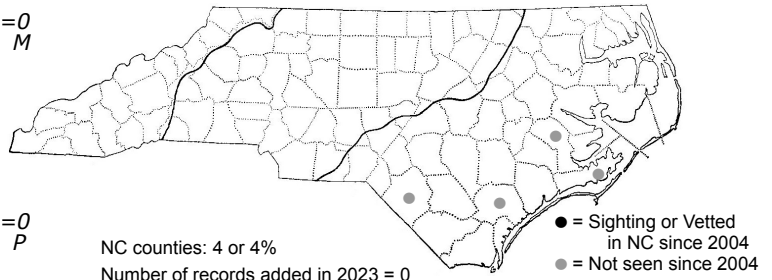 =0
M
=0
P
NC counties: 4 or 4%
Number of records added in 2023 = 0
● = Sighting or Vetted
in NC since 2004
● = Not seen since 2004